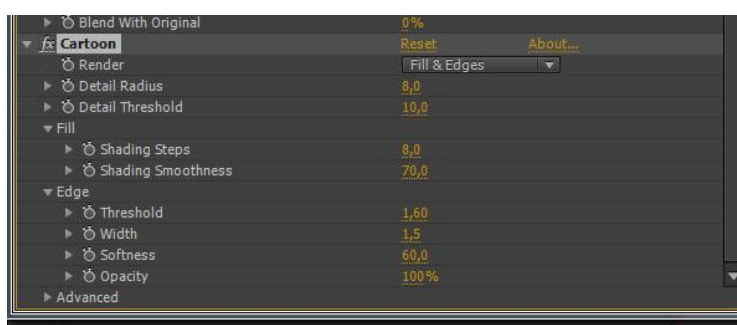 Blend With Original 0%
fx Cartoon Reset About...
Render Fill & Edges
Detail Radius 8,0
Detail Threshold 10,0
Fill
Shading Steps 8,0
Shading Smoothness 70,0
Edge
Threshold 1,60
Width 1,5
Softness 60,0
Opacity 100%
Advanced